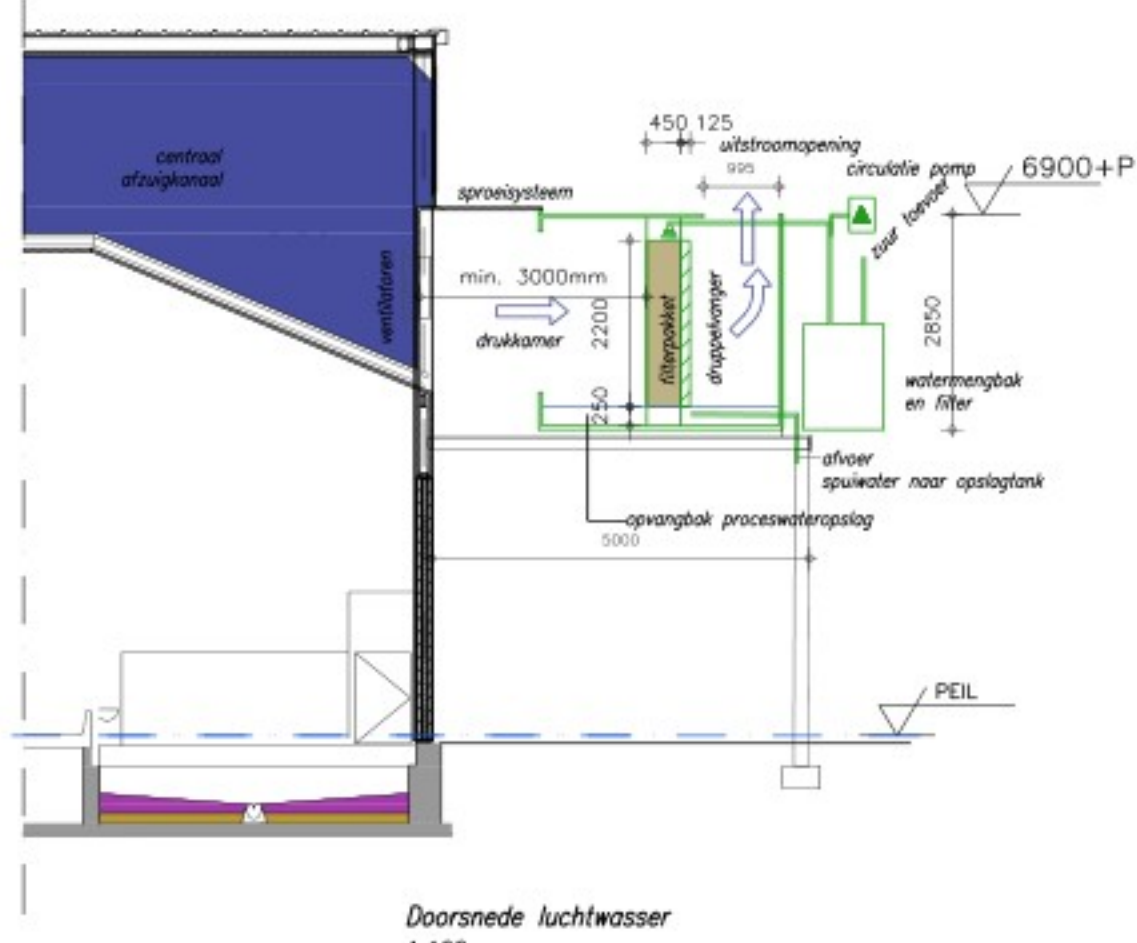 centraal
afzuigkanaal
ventilatoren
sproeisysteem
min. 3000mm
drukkamer
2200
250
450 125
uitstroomopening
995
filterpakket
druppelvanger
circulatie pomp
zuur toevoer
6900+P
2850
watermengbak
en filter
afvoer
spuiwater naar opslagtank
opvangbak proceswateropslag
5000
PEIL
Doorsnede luchtwasser